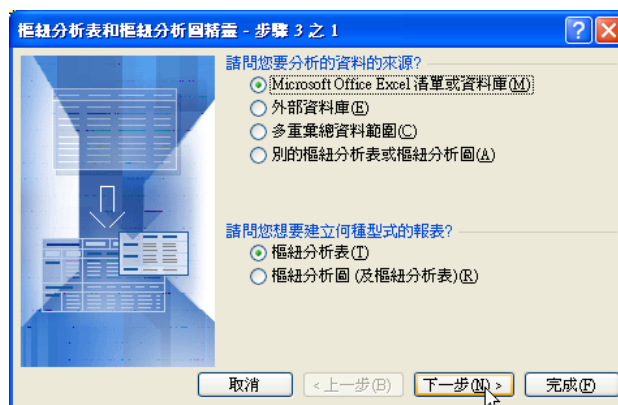 樞紐分析表和樞紐分析圖精靈 - 步驟 3 之 1
請問您要分析的資料的來源?
Microsoft Office Excel 清單或資料庫(M)
外部資料庫(E)
多重彙總資料範圍(C)
別的樞紐分析表或樞紐分析圖(A)
請問您想要建立何種型式的報表?
樞紐分析表(T)
樞紐分析圖 (及樞紐分析表)(R)
取消 <上一步(B) 下一步(N) > 完成(F)